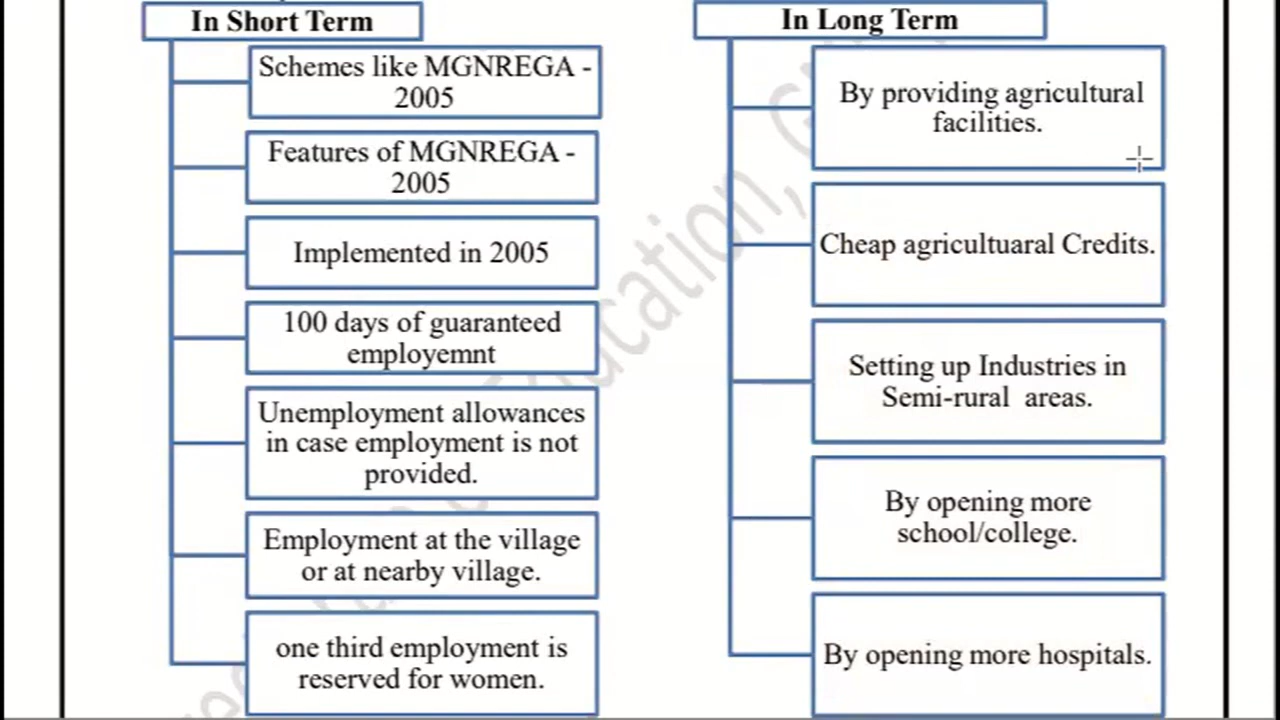 In Short Term
Schemes like MGNREGA -
2005
Features of MGNREGA -
2005
Implemented in 2005
100 days of guaranteed
employemnt
Unemployment allowances
in case employment is not
provided.
Employment at the village
or at nearby village.
one third employment is
reserved for women.
In Long Term
By providing agricultural
facilities.
Cheap agricultuaral Credits.
Setting up Industries in
Semi-rural areas.
By opening more
school/college.
By opening more hospitals.